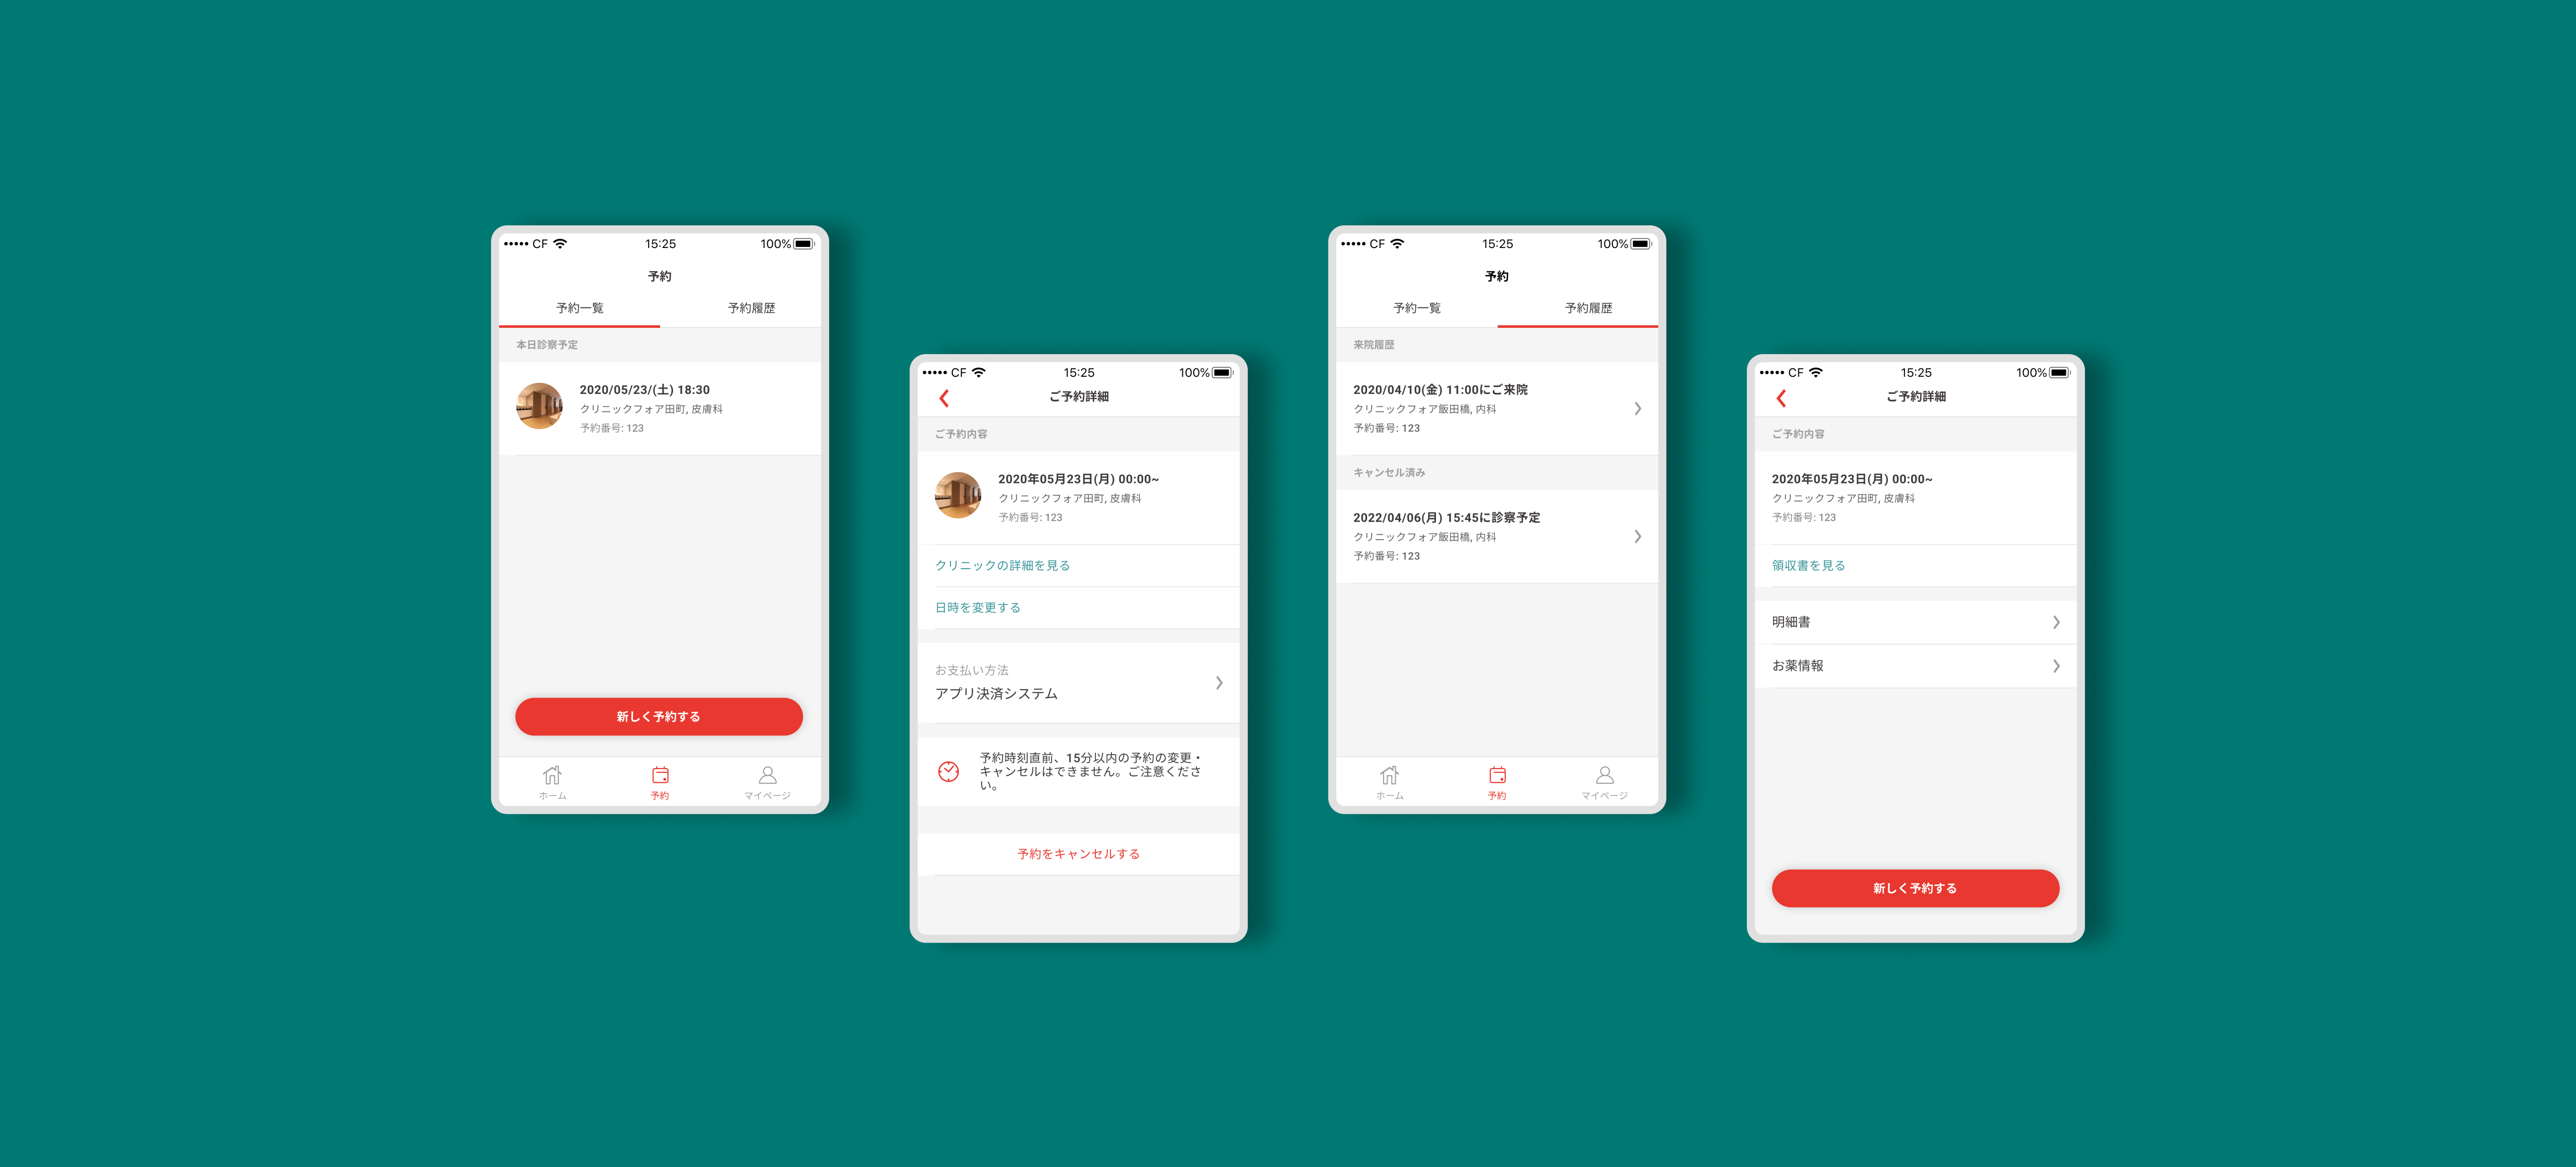 CF
15:25
100%
予約
予約一覧
予約履歴
本日診察予定
2020/05/23/(土) 18:30
クリニックフォア田町, 皮膚科
予約番号: 123
新しく予約する
ホーム
予約
マイページ
CF
15:25
100%
ご予約詳細
ご予約内容
2020年05月23日(月) 00:00~
クリニックフォア田町, 皮膚科
予約番号: 123
クリニックの詳細を見る
日時を変更する
お支払い方法
アプリ決済システム
予約時刻直前、15分以内の予約の変更・
キャンセルはできません。ご注意くださ
い。
予約をキャンセルする
CF
15:25
100%
予約
予約一覧
予約履歴
来院履歴
2020/04/10(金) 11:00にご来院
クリニックフォア飯田橋, 内科
予約番号: 123
キャンセル済み
2022/04/06(月) 15:45に診察予定
クリニックフォア飯田橋, 内科
予約番号: 123
ホーム
予約
マイページ
CF
15:25
100%
ご予約詳細
ご予約内容
2020年05月23日(月) 00:00~
クリニックフォア田町, 皮膚科
予約番号: 123
領収書を見る
明細書
お薬情報
新しく予約する